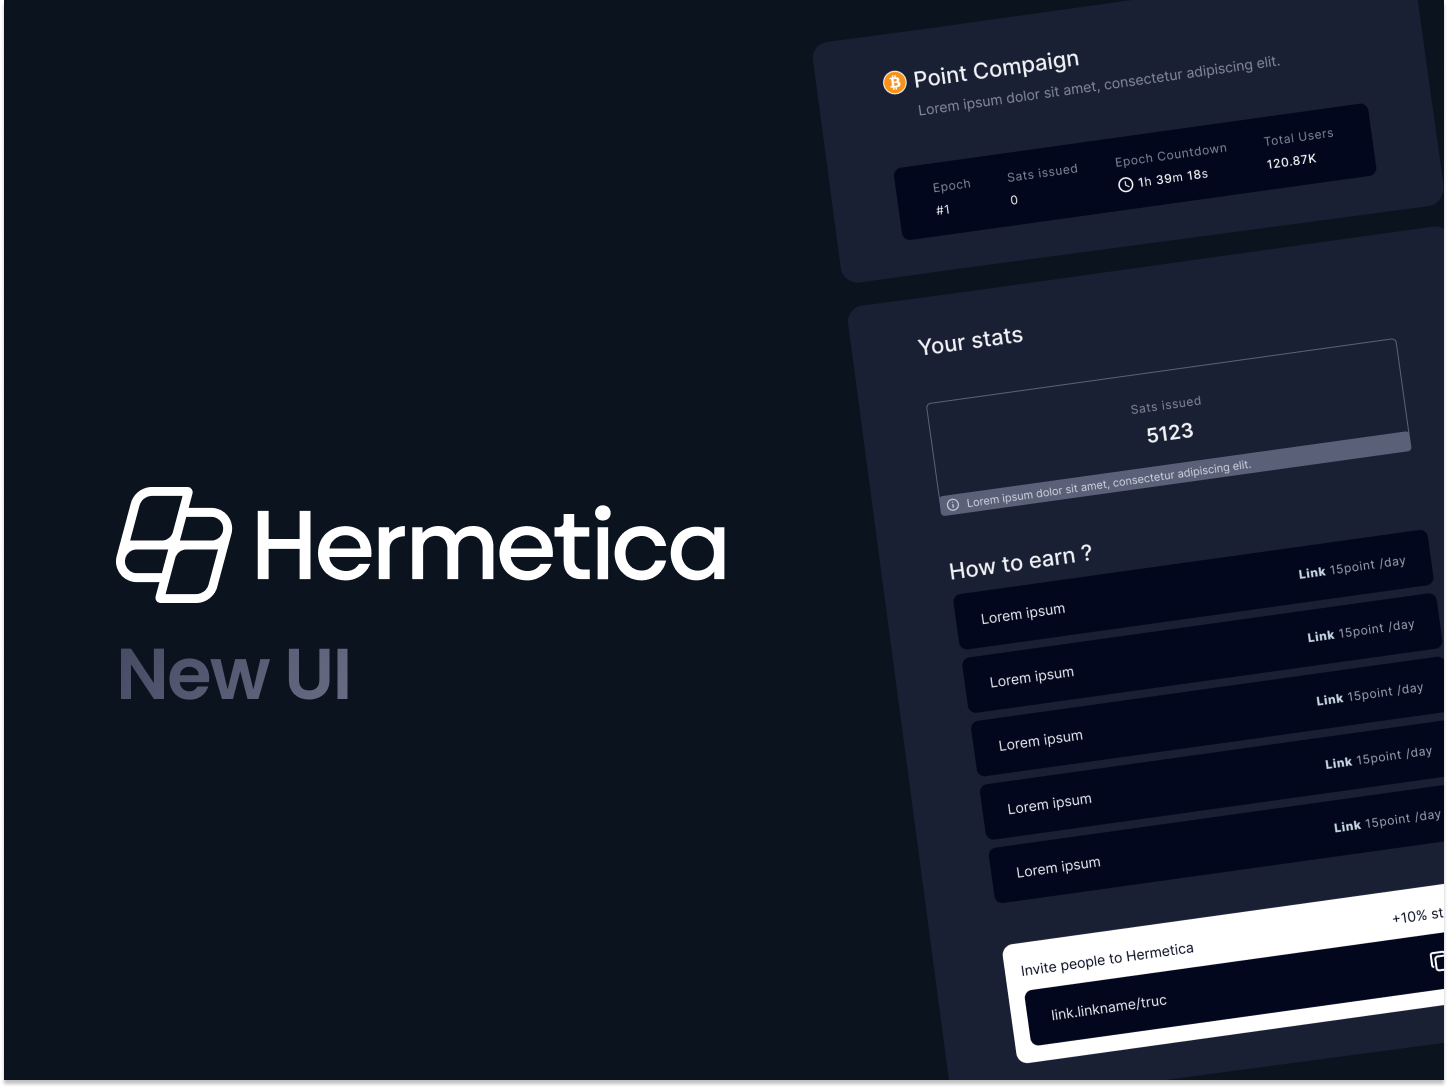 Hermetica
New UI
Point Compaign
Lorem ipsum dolor sit amet, consectetur adipiscing elit.
Epoch Sats issued Epoch Countdown Total Users
#1 0 1h 39m 18s 120.87K
Your stats
Sats issued
5123
Lorem ipsum dolor sit amet, consectetur adipiscing elit.
How to earn ?
Lorem ipsum Link 15point /day
Lorem ipsum Link 15point /day
Lorem ipsum Link 15point /day
Lorem ipsum Link 15point /day
Lorem ipsum Link 15point /day
Invite people to Hermetica +10%
link.linkname/truc